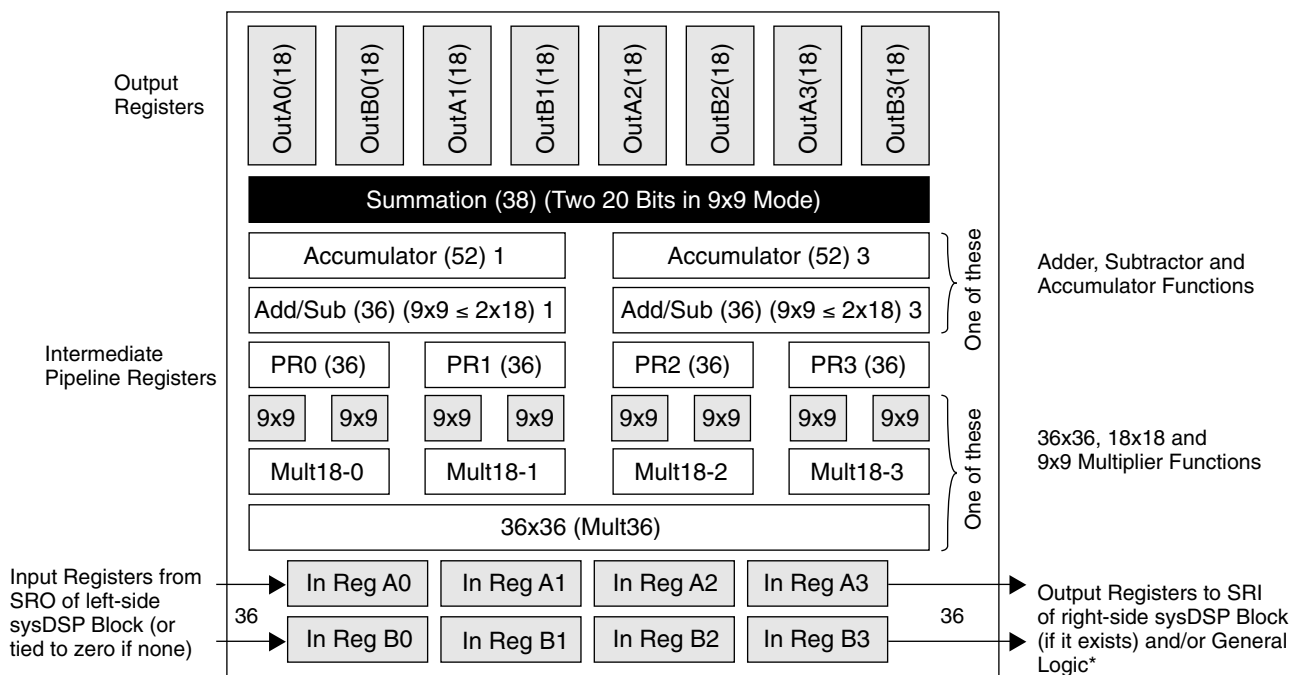 Output
Registers
OutA0(18)
OutB0(18)
OutA1(18)
OutB1(18)
OutA2(18)
OutB2(18)
OutA3(18)
OutB3(18)
Summation (38) (Two 20 Bits in 9x9 Mode)
Accumulator (52) 1
Accumulator (52) 3
Add/Sub (36) (9x9 ≤ 2x18) 1
Add/Sub (36) (9x9 ≤ 2x18) 3
One of these
Adder, Subtractor and
Accumulator Functions
Intermediate
Pipeline Registers
PR0 (36)
PR1 (36)
PR2 (36)
PR3 (36)
9x9
9x9
9x9
9x9
9x9
9x9
9x9
9x9
Mult18-0
Mult18-1
Mult18-2
Mult18-3
36x36 (Mult36)
One of these
36x36, 18x18 and
9x9 Multiplier Functions
Input Registers from
SRO of left-side
sysDSP Block (or
tied to zero if none)
36
In Reg A0
In Reg A1
In Reg A2
In Reg A3
In Reg B0
In Reg B1
In Reg B2
In Reg B3
36
Output Registers to SRI
of right-side sysDSP Block
(if it exists) and/or General
Logic*